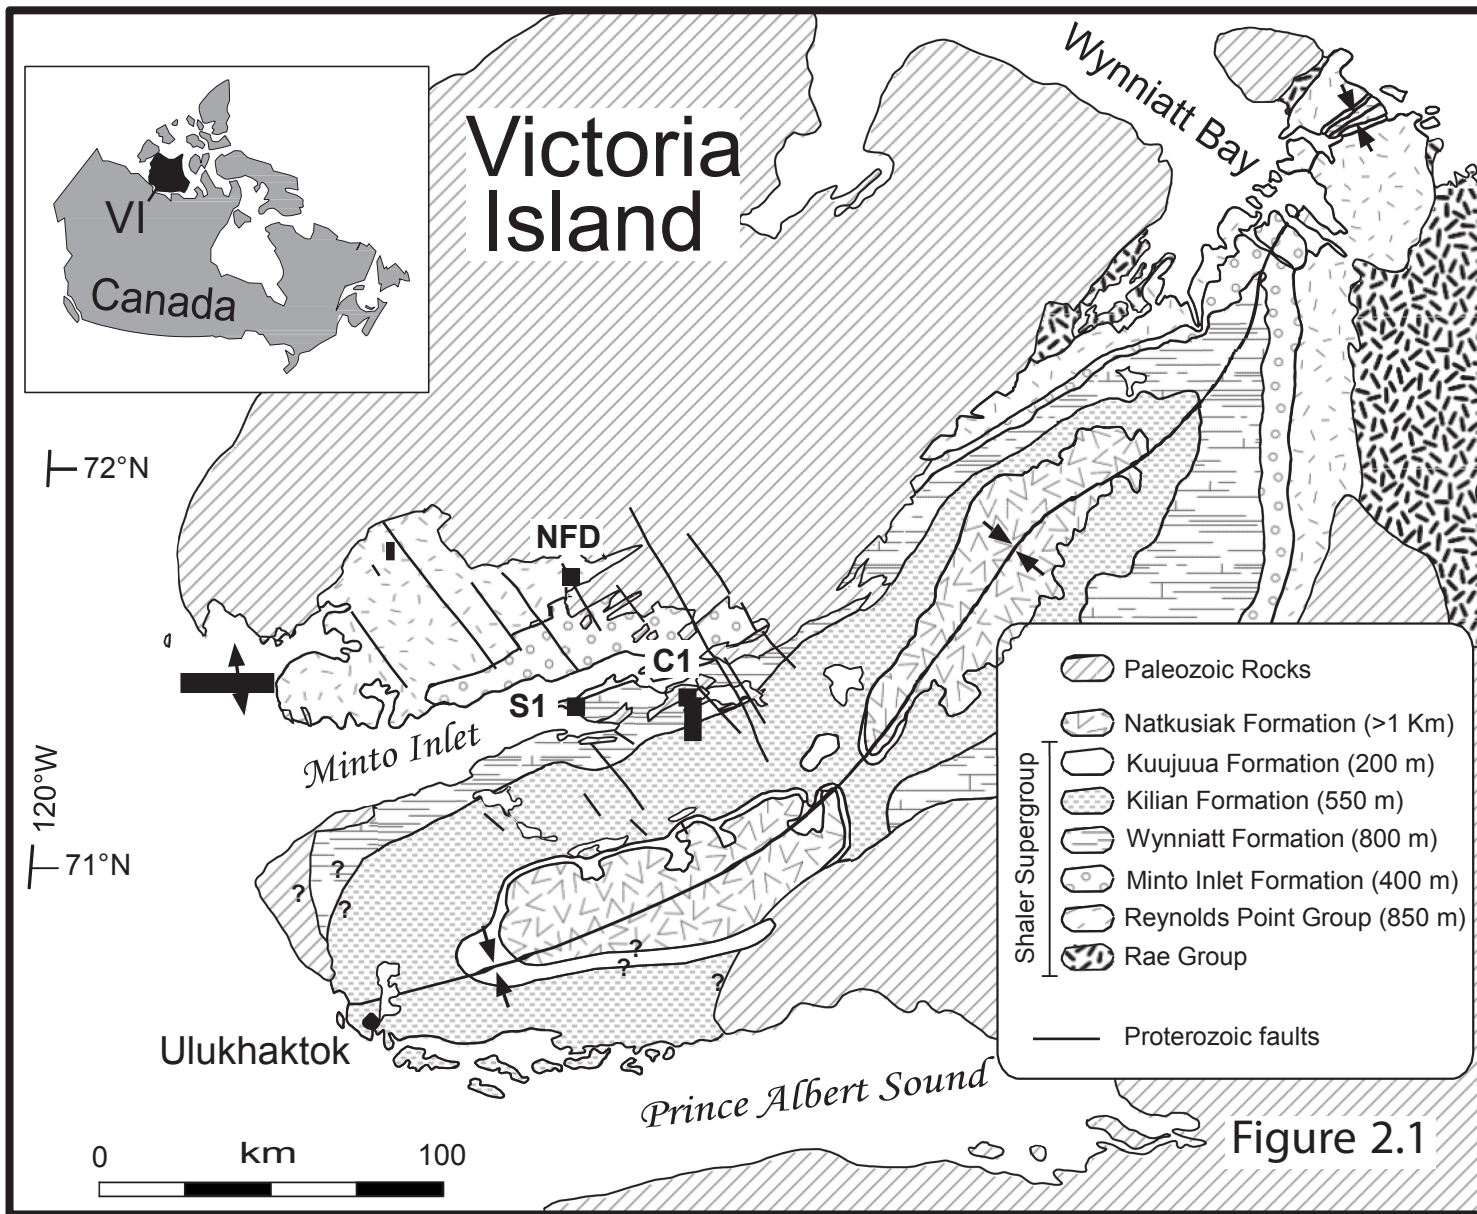 Victoria
Island
Wynniatt Bay
VI
Canada
72°N
NFD
C1
S1
Minto Inlet
120°W
71°N
?
?
?
?
?
?
Ulukhaktok
Prince Albert Sound
Paleozoic Rocks
Natkusiak Formation (>1 Km)
Shaler Supergroup
Kuujuua Formation (200 m)
Kilian Formation (550 m)
Wynniatt Formation (800 m)
Minto Inlet Formation (400 m)
Reynolds Point Group (850 m)
Rae Group
Proterozoic faults
0 km 100
Figure 2.1